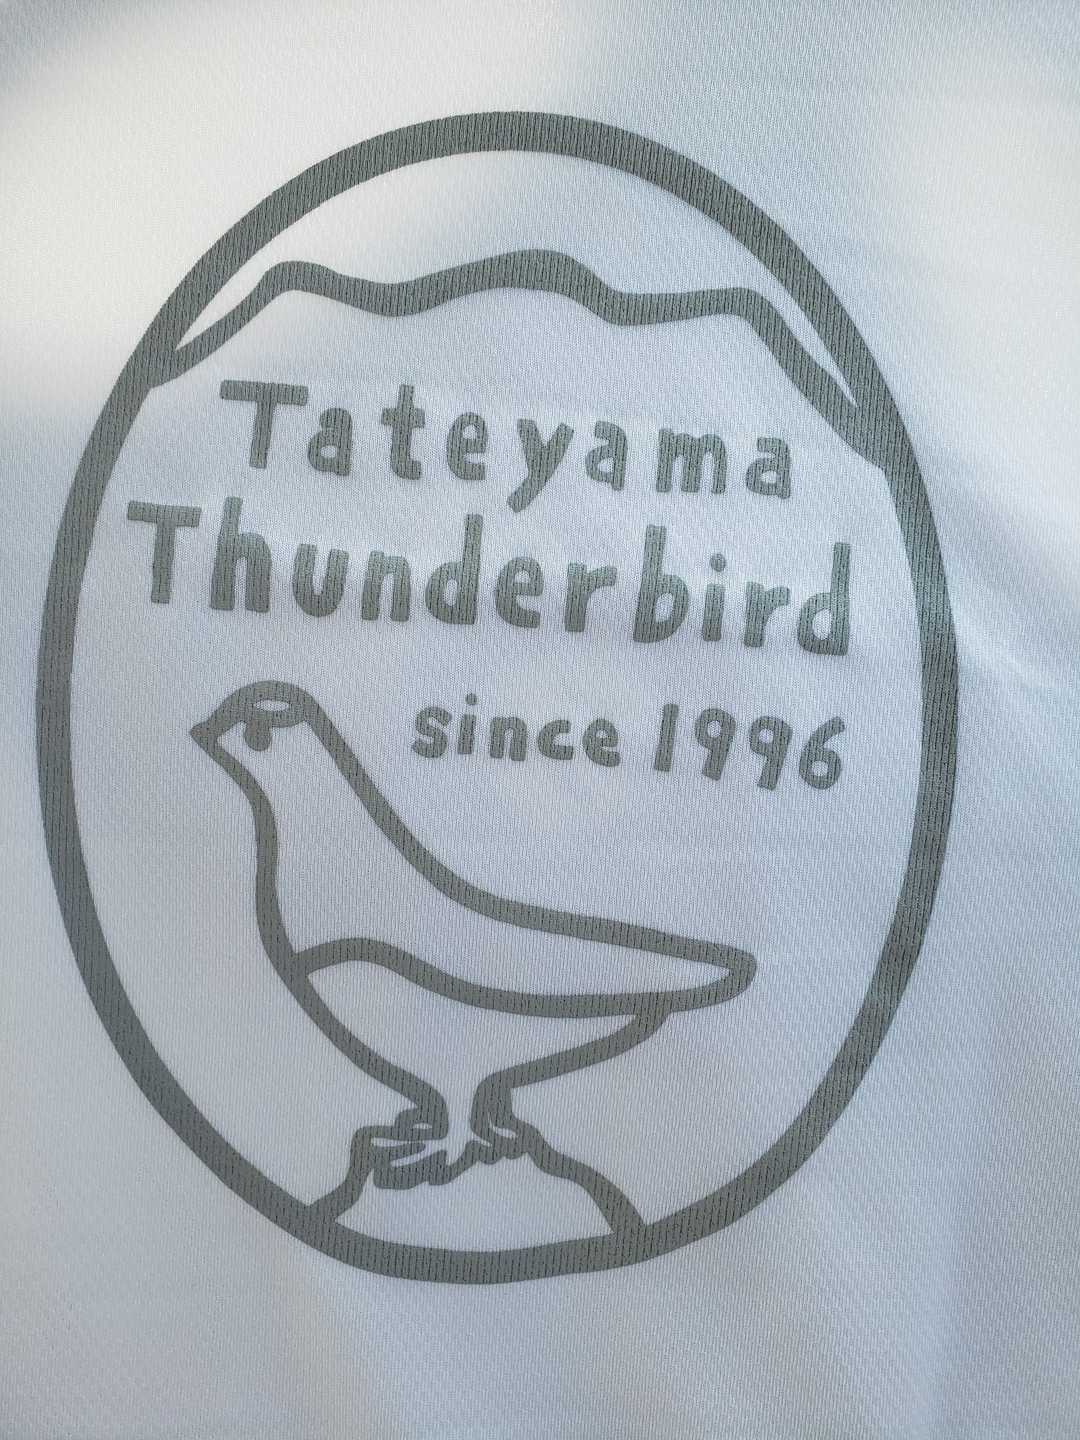 Tateyama
Thunderbird
since 1996